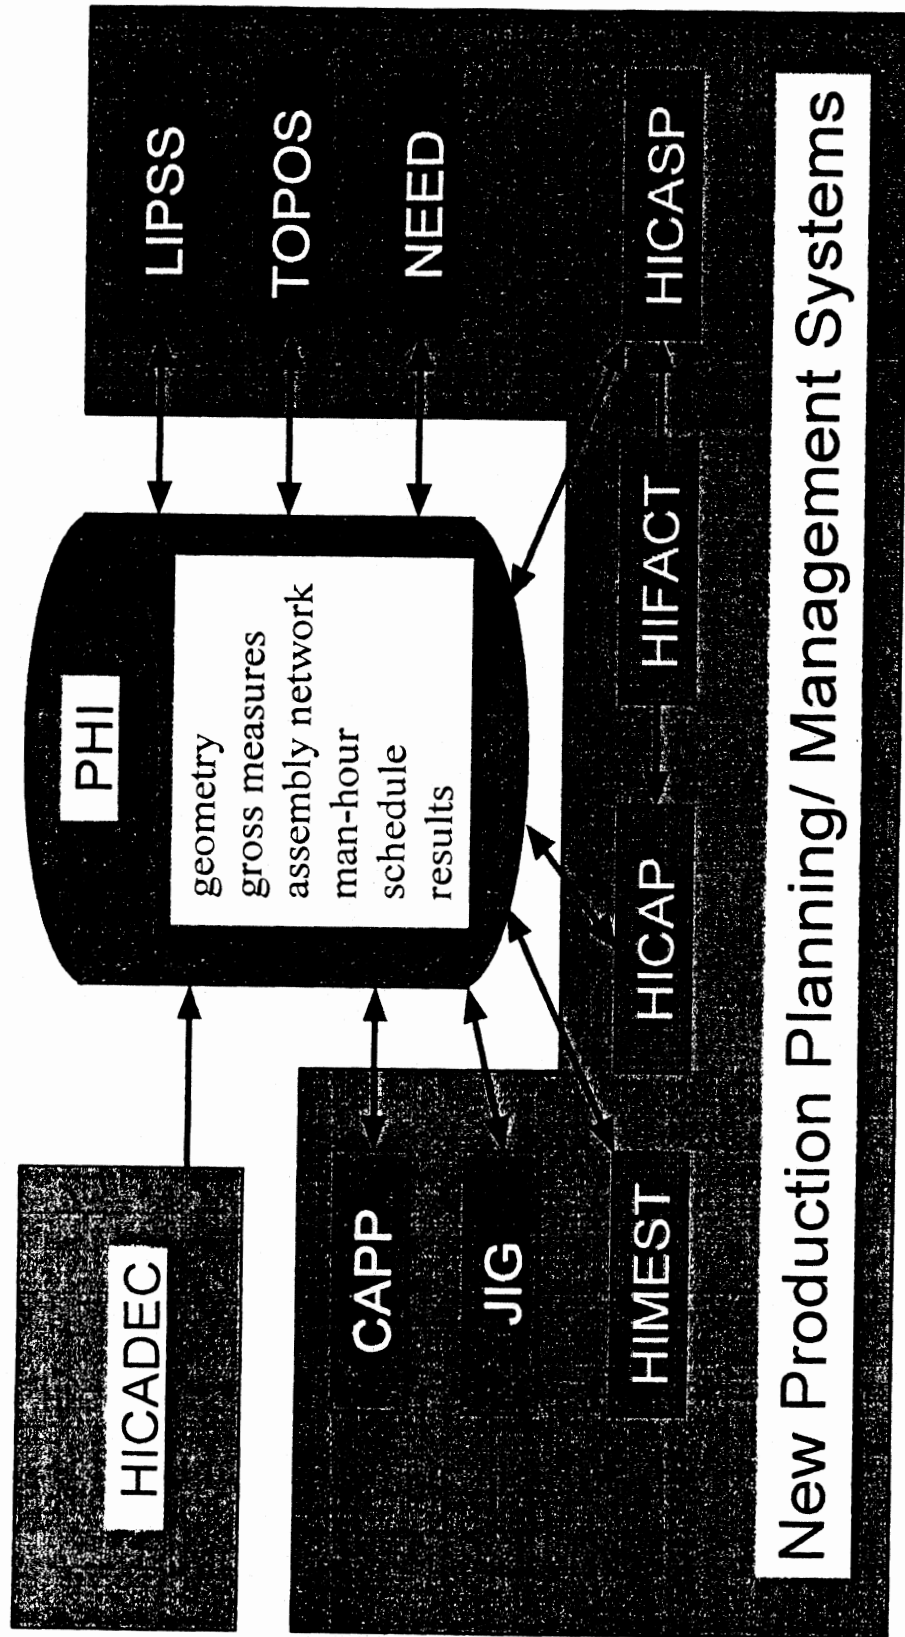 HICADEC
PHI
geometry
gross measures
assembly network
man-hour
schedule
results
LIPSS
TOPOS
NEED
CAPP
JIG
HIMEST
HICAP
HIFACT
HICASP
New Production Planning/ Management Systems